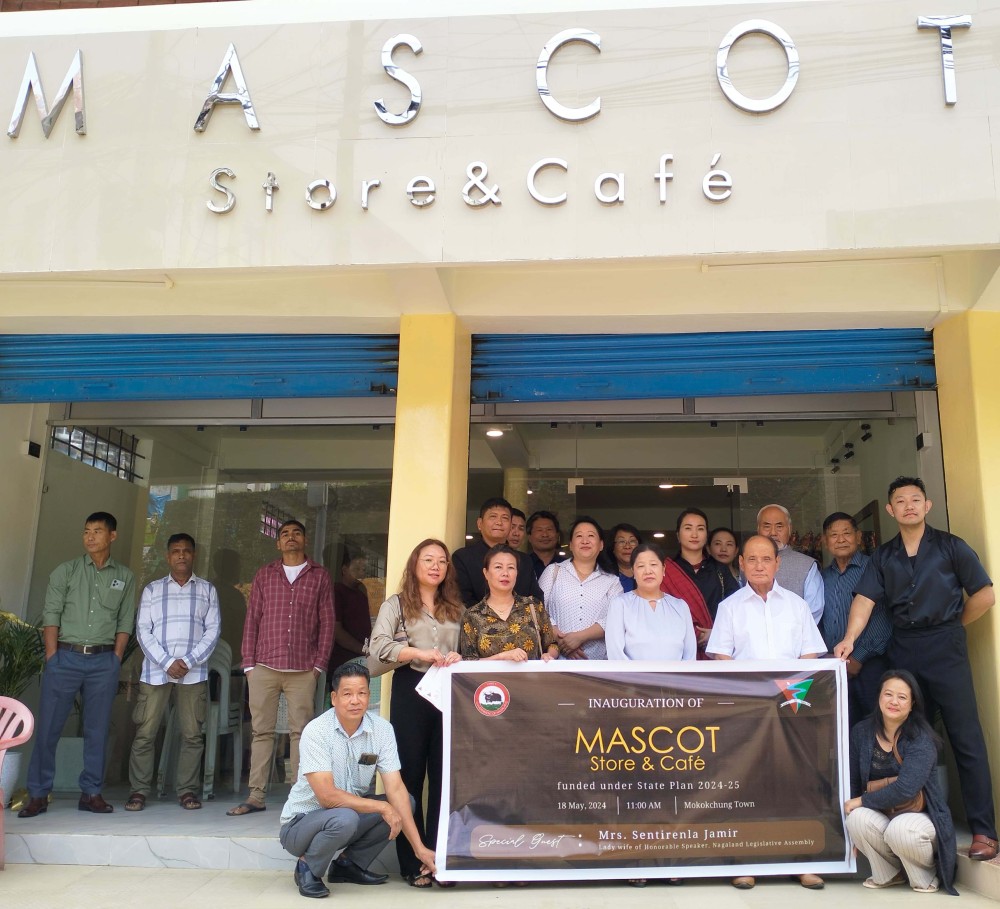 MASCOT
Store & Café
INAUGURATION OF
MASCOT
Store & Café
funded under State Plan 2024-25
18 May, 2024 | 11:00 AM | Mokokchung Town
Special Guest : Mrs. Sentirenla Jamir
Lady wife of Honorable Speaker, Nagaland Legislative Assembly